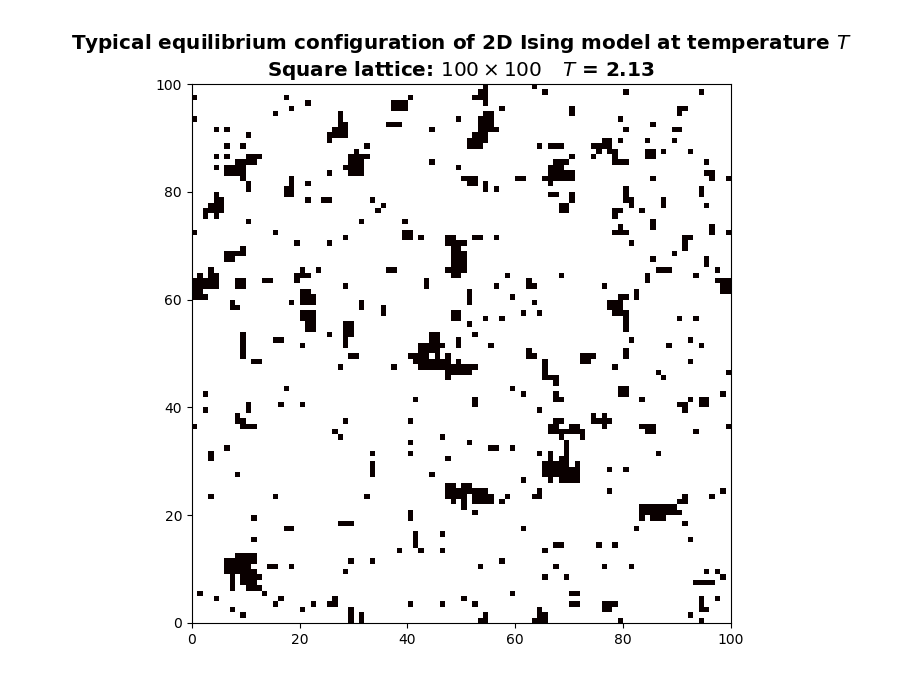 Typical equilibrium configuration of 2D Ising model at temperature T
Square lattice: 100 × 100 T = 2.13
100
80
60
40
20
0
0 20 40 60 80 100